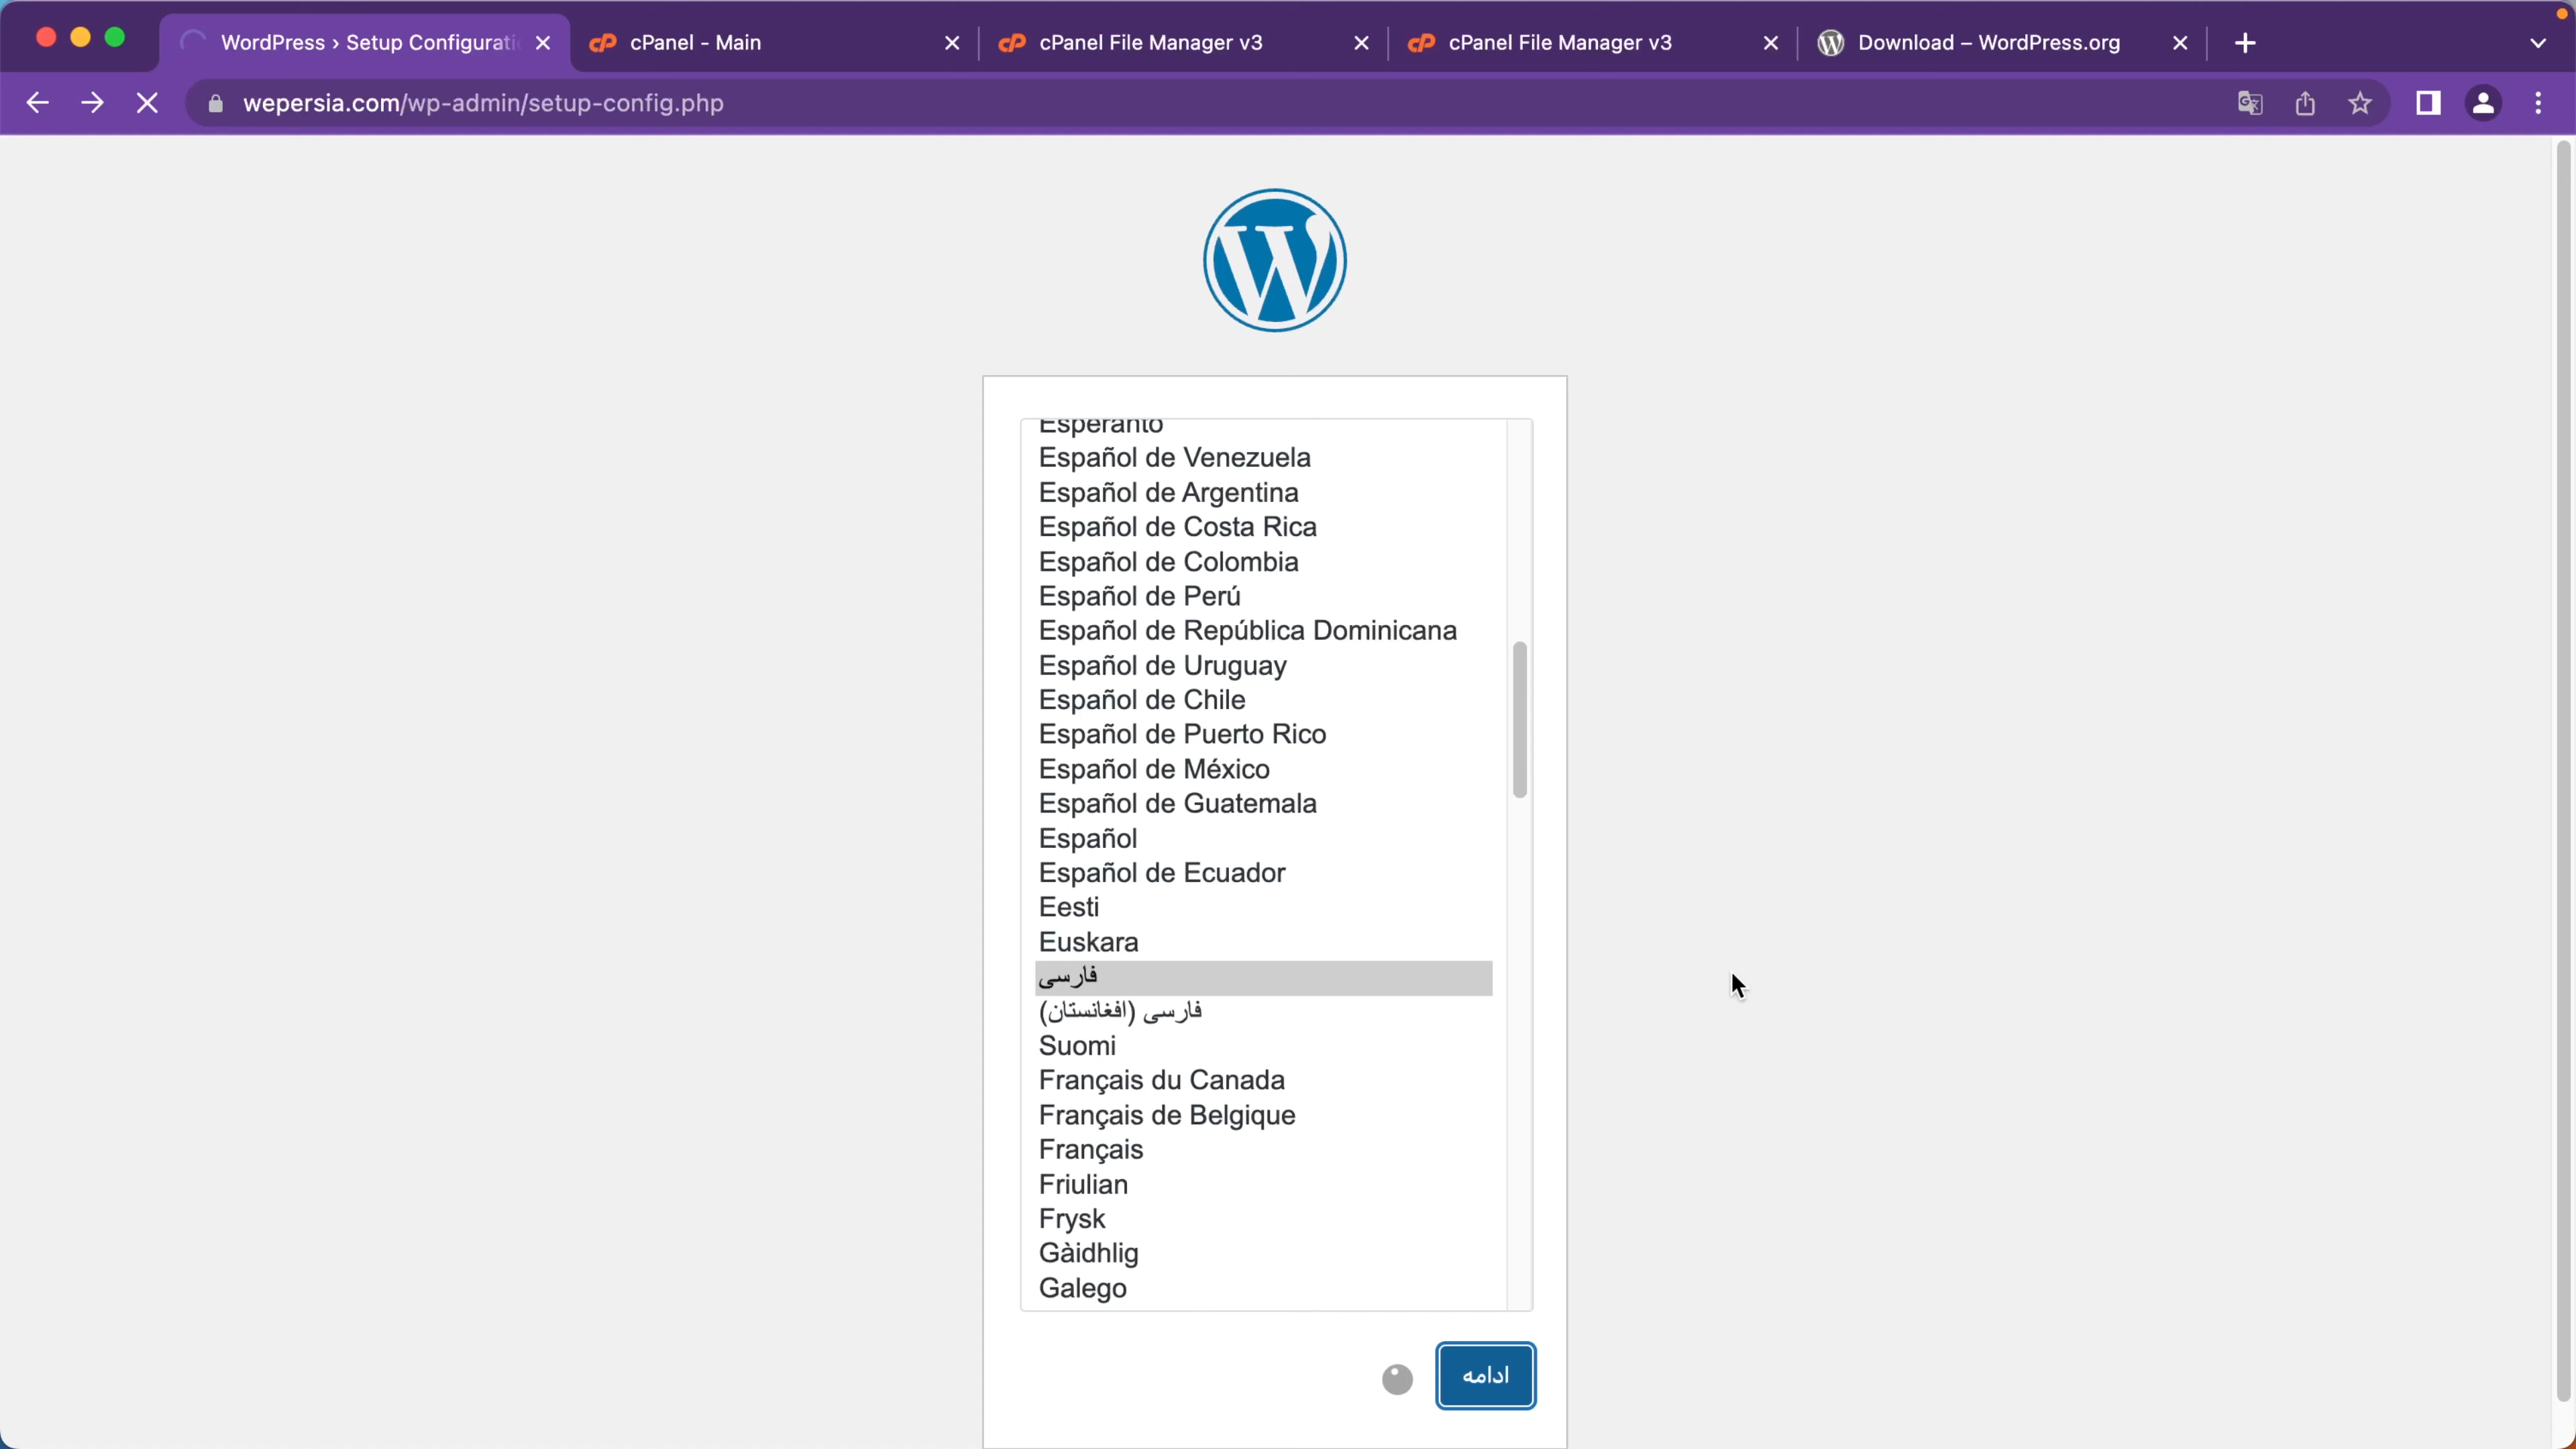 WordPress › Setup Configurati
cPanel - Main
cPanel File Manager v3
cPanel File Manager v3
Download – WordPress.org
wepersia.com/wp-admin/setup-config.php
Esperanto
Español de Venezuela
Español de Argentina
Español de Costa Rica
Español de Colombia
Español de Perú
Español de República Dominicana
Español de Uruguay
Español de Chile
Español de Puerto Rico
Español de México
Español de Guatemala
Español
Español de Ecuador
Eesti
Euskara
فارسی
فارسی (افغانستان)
Suomi
Français du Canada
Français de Belgique
Français
Friulian
Frysk
Gàidhlig
Galego
ادامه